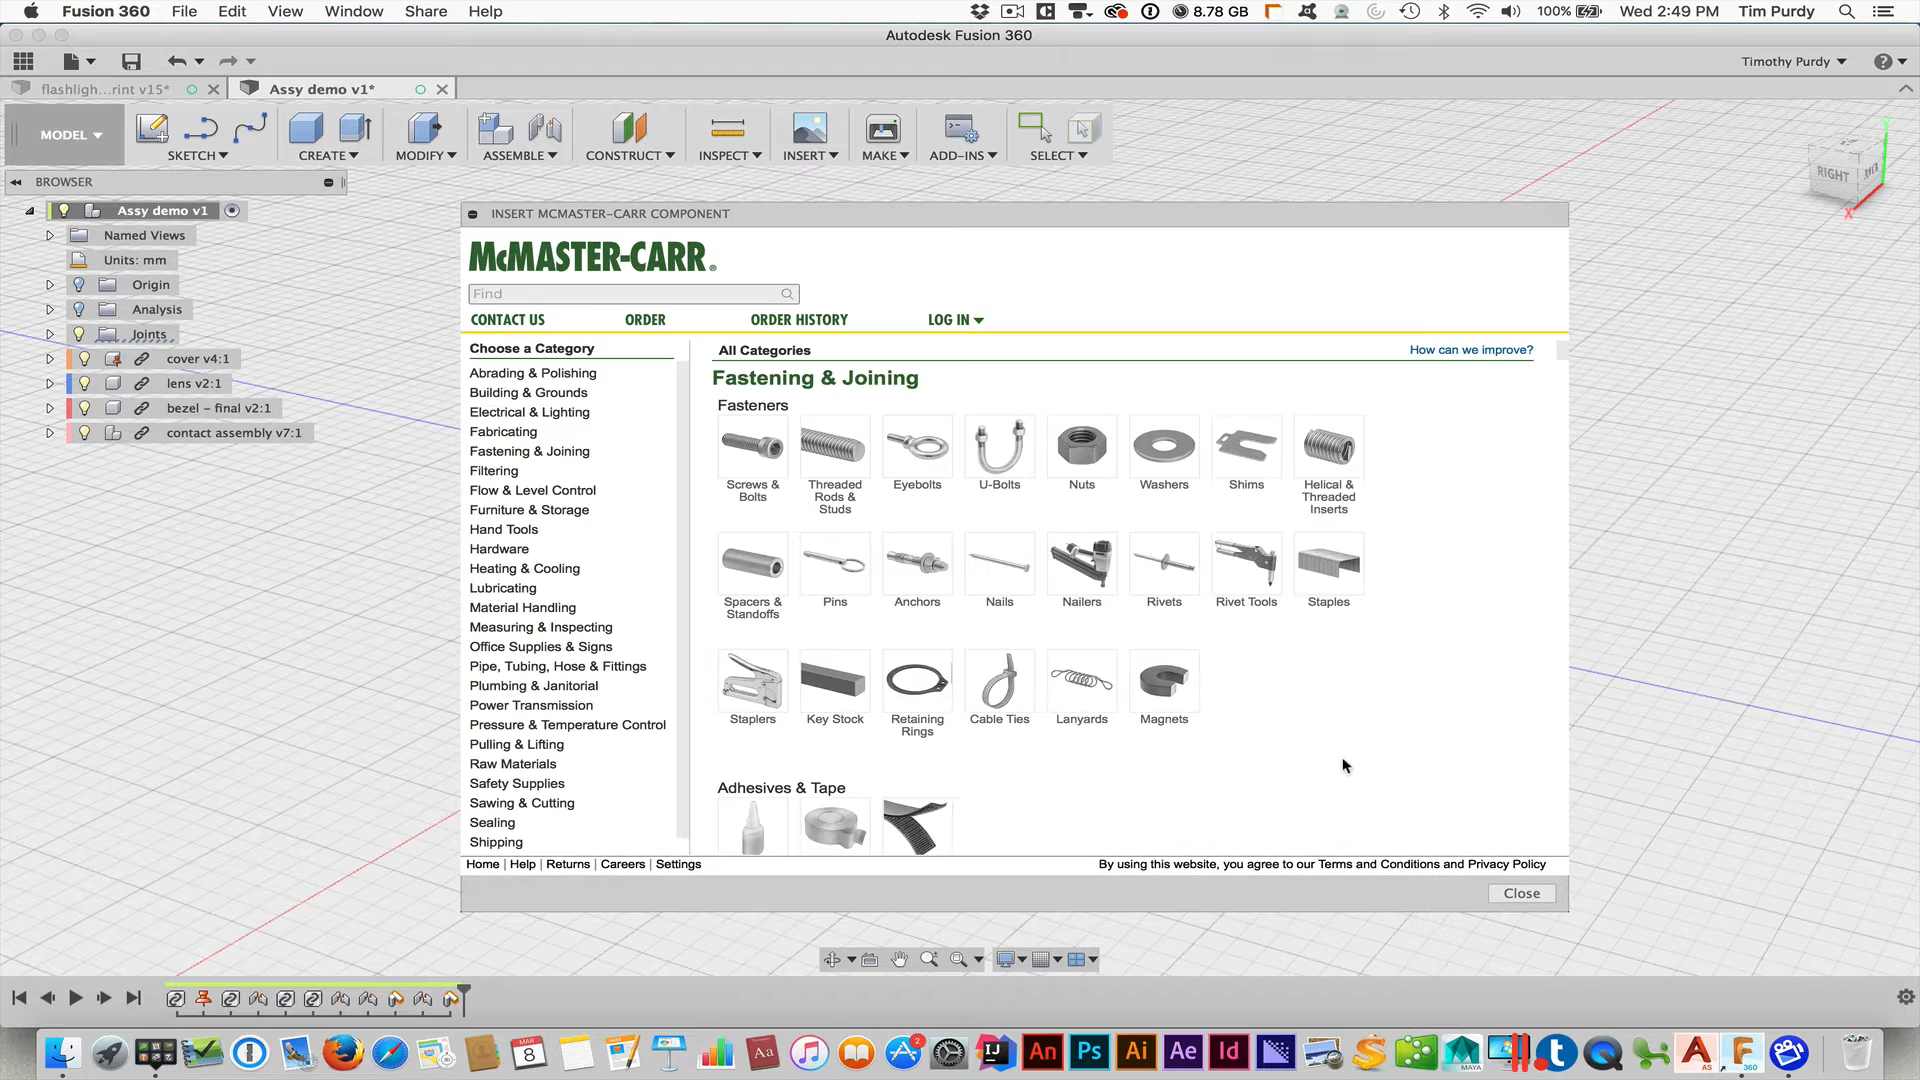 Fusion 360 File Edit View Window Share Help 8.78 GB 100% Wed 2:49 PM Tim Purdy
Autodesk Fusion 360
Timothy Purdy
flashligh...rint v15* Assy demo v1*
MODEL SKETCH CREATE MODIFY ASSEMBLE CONSTRUCT INSPECT INSERT MAKE ADD-INS SELECT
Y
RIGHT BACK
X
BROWSER
Assy demo v1
Named Views
Units: mm
Origin
Analysis
Joints
cover v4:1
lens v2:1
bezel – final v2:1
contact assembly v7:1
INSERT MCMASTER-CARR COMPONENT
McMASTER-CARR®
Find
CONTACT US ORDER ORDER HISTORY LOG IN
Choose a Category
Abrading & Polishing
Building & Grounds
Electrical & Lighting
Fabricating
Fastening & Joining
Filtering
Flow & Level Control
Furniture & Storage
Hand Tools
Hardware
Heating & Cooling
Lubricating
Material Handling
Measuring & Inspecting
Office Supplies & Signs
Pipe, Tubing, Hose & Fittings
Plumbing & Janitorial
Power Transmission
Pressure & Temperature Control
Pulling & Lifting
Raw Materials
Safety Supplies
Sawing & Cutting
Sealing
Shipping
All Categories How can we improve?
Fastening & Joining
Fasteners
Screws & Bolts
Threaded Rods & Studs
Eyebolts
U-Bolts
Nuts
Washers
Shims
Helical & Threaded Inserts
Spacers & Standoffs
Pins
Anchors
Nails
Nailers
Rivets
Rivet Tools
Staples
Staplers
Key Stock
Retaining Rings
Cable Ties
Lanyards
Magnets
Adhesives & Tape
Home | Help | Returns | Careers | Settings
By using this website, you agree to our Terms and Conditions and Privacy Policy
Close
MAR 8 Aa 2 IJ An Ps Ai Ae Id MAYA t A AS F 360